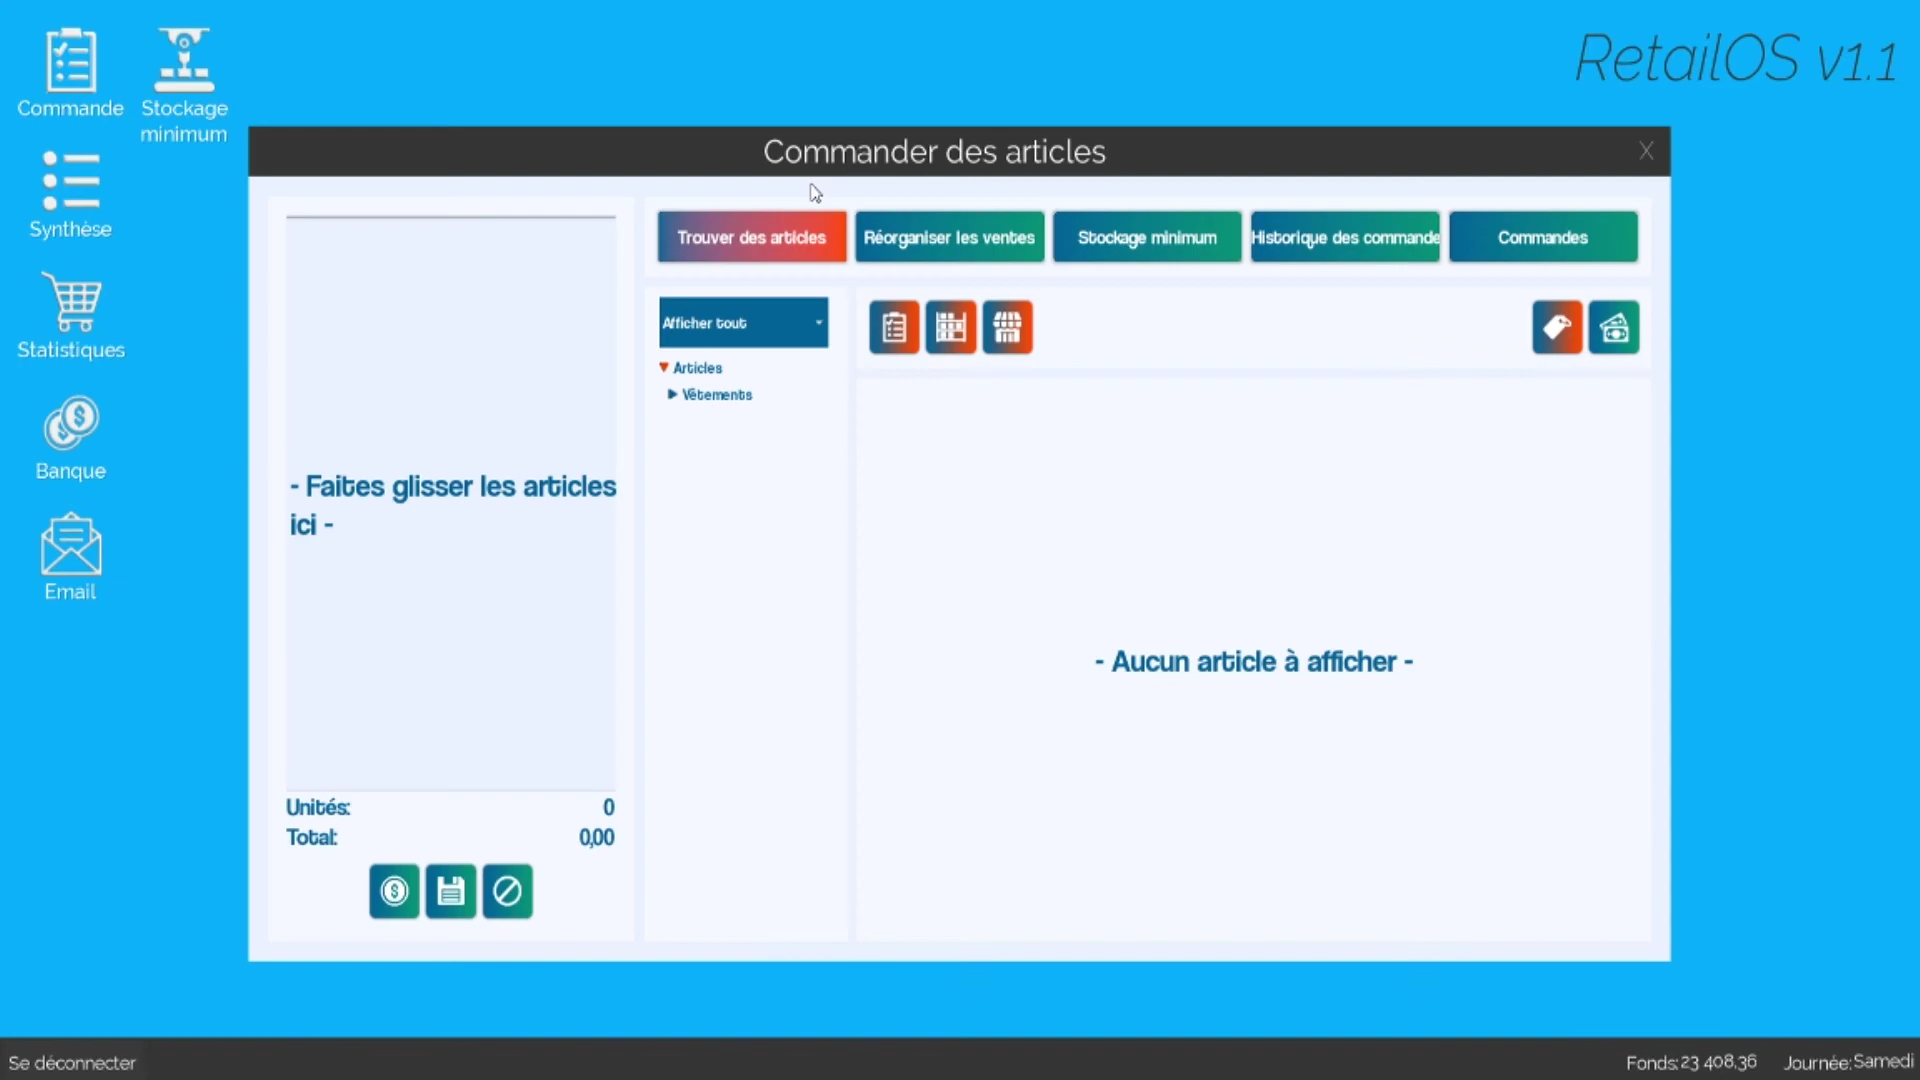 RetailOS v1.1
Commande
Stockage
minimum
Synthèse
Statistiques
Banque
Email
Commander des articles
X
Trouver des articles
Réorganiser les ventes
Stockage minimum
Historique des commande
Commandes
Afficher tout
Articles
Vêtements
- Faites glisser les articles
ici -
- Aucun article à afficher -
Unités: 0
Total: 0,00
Se déconnecter
Fonds: 23 408,36
Journée: Samedi